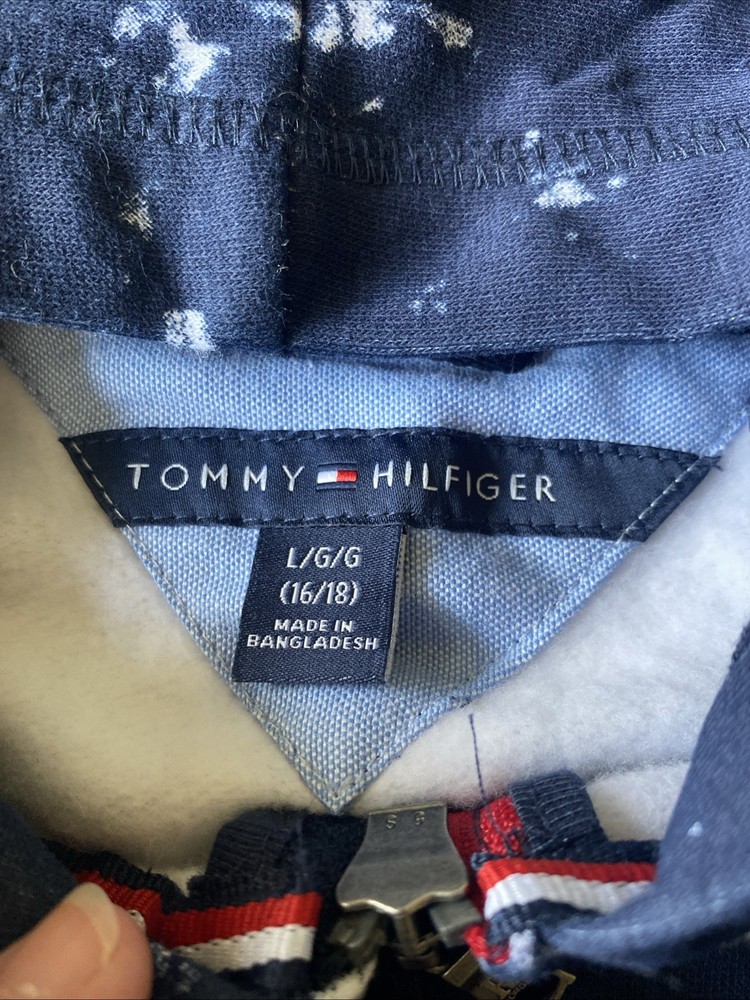 TOMMY HILFIGER
L/G/G
(16/18)
MADE IN
BANGLADESH